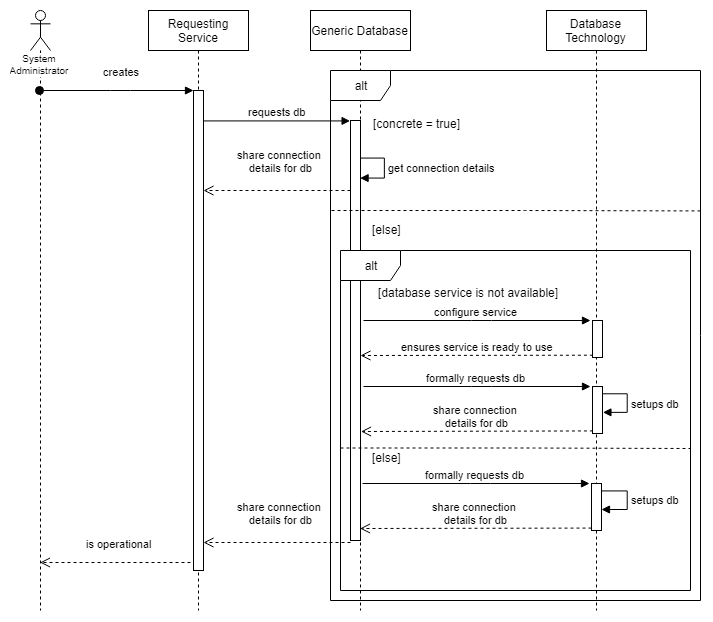 Requesting
Service
Generic Database
Database
Technology
System
Administrator
creates
alt
requests db
[concrete = true]
share connection
details for db
get connection details
[else]
alt
[database service is not available]
configure service
ensures service is ready to use
formally requests db
setups db
share connection
details for db
[else]
formally requests db
setups db
share connection
details for db
share connection
details for db
is operational